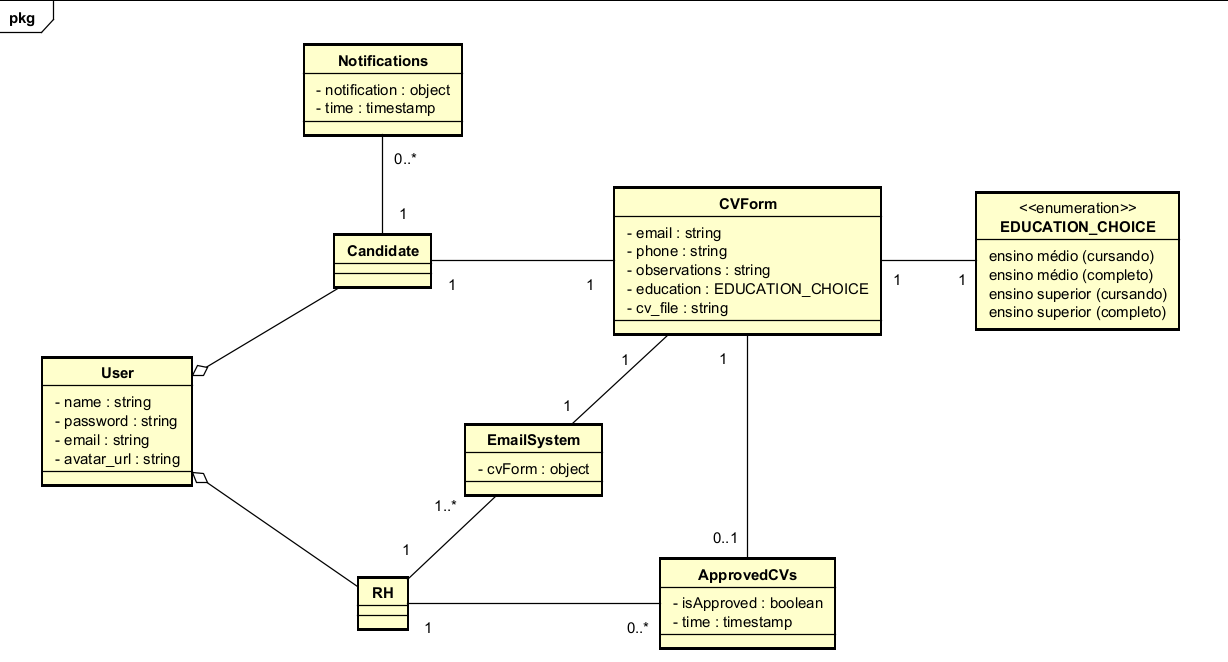 pkg
Notifications
- notification : object
- time : timestamp
0..*
1
Candidate
1
1
CVForm
- email : string
- phone : string
- observations : string
- education : EDUCATION_CHOICE
- cv_file : string
1
1
<<enumeration>>
EDUCATION_CHOICE
ensino médio (cursando)
ensino médio (completo)
ensino superior (cursando)
ensino superior (completo)
User
- name : string
- password : string
- email : string
- avatar_url : string
1
1
EmailSystem
- cvForm : object
1..*
1
1
0..1
RH
1
0..*
ApprovedCVs
- isApproved : boolean
- time : timestamp